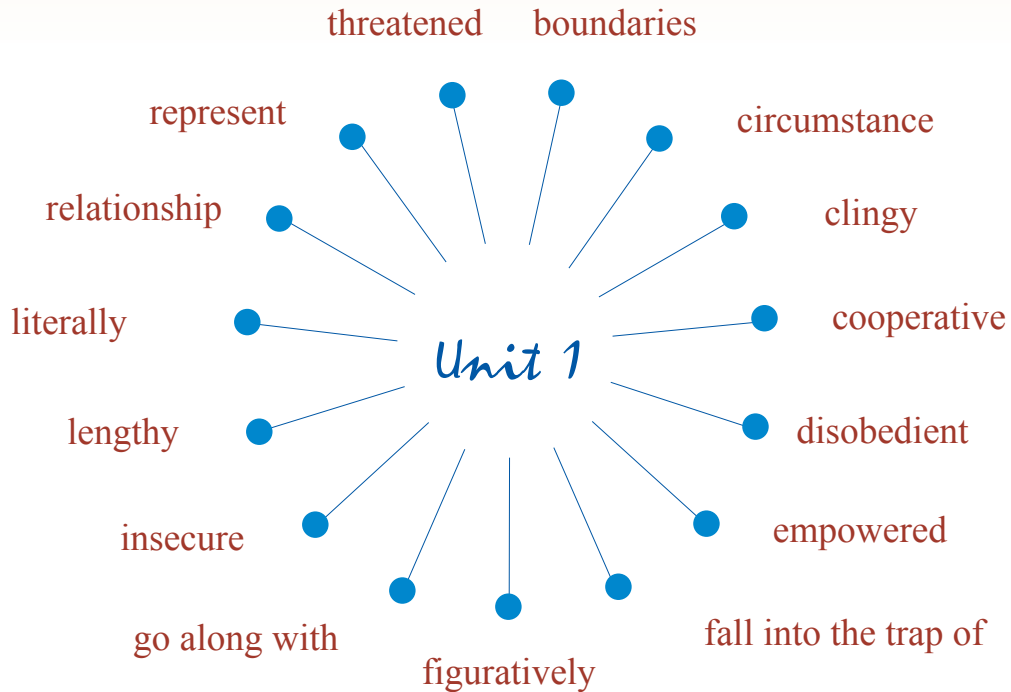 threatened boundaries
represent circumstance
relationship clingy
literally cooperative
Unit 1
lengthy disobedient
insecure empowered
go along with fall into the trap of
figuratively